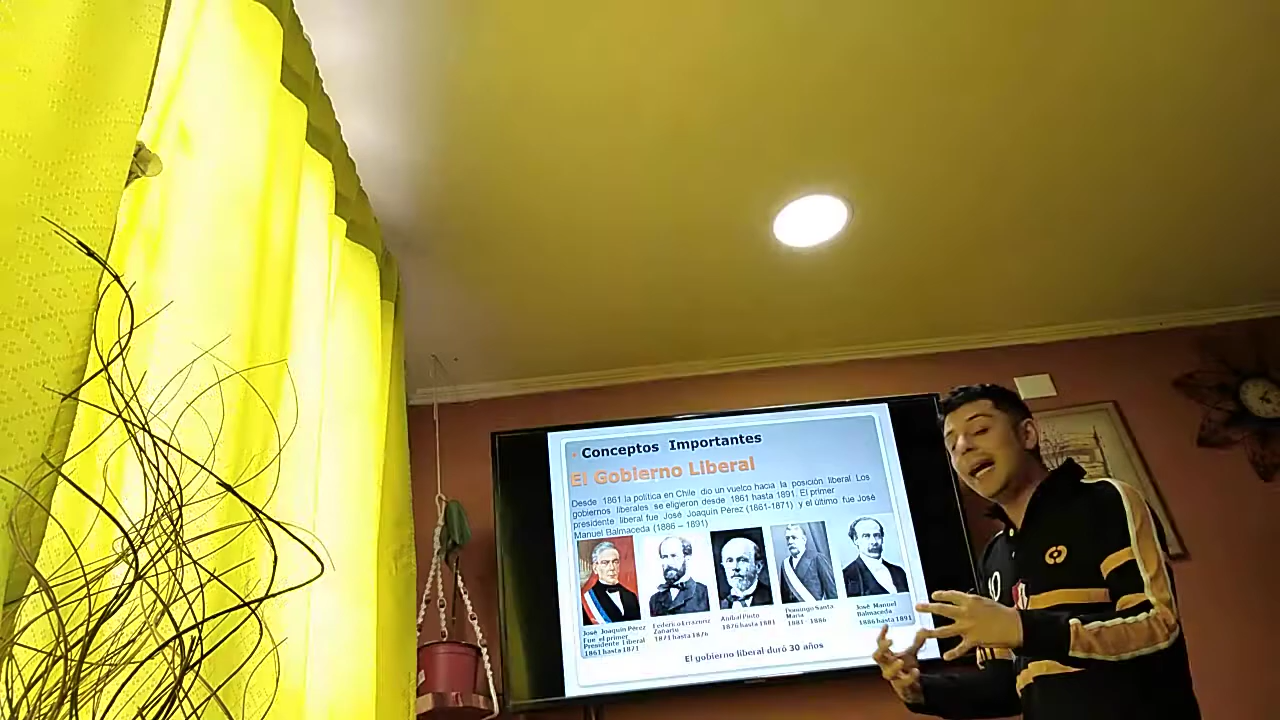 Conceptos Importantes
El Gobierno Liberal
Desde 1861 la política en Chile dio un vuelco hacia la posición liberal Los
gobiernos liberales se eligieron desde 1861 hasta 1891. El primer
presidente liberal fue José Joaquín Pérez (1861-1871) y el último fue José
Manuel Balmaceda (1886 – 1891)
José Joaquín Pérez
Fue el primer
Presidente Liberal
1861 hasta 1871
Federico Errázuriz
Zañartu
1871 hasta 1876
Aníbal Pinto
1876 hasta 1881
Domingo Santa
María
1881 - 1886
José Manuel
Balmaceda
1886 hasta 1891
El gobierno liberal duró 30 años